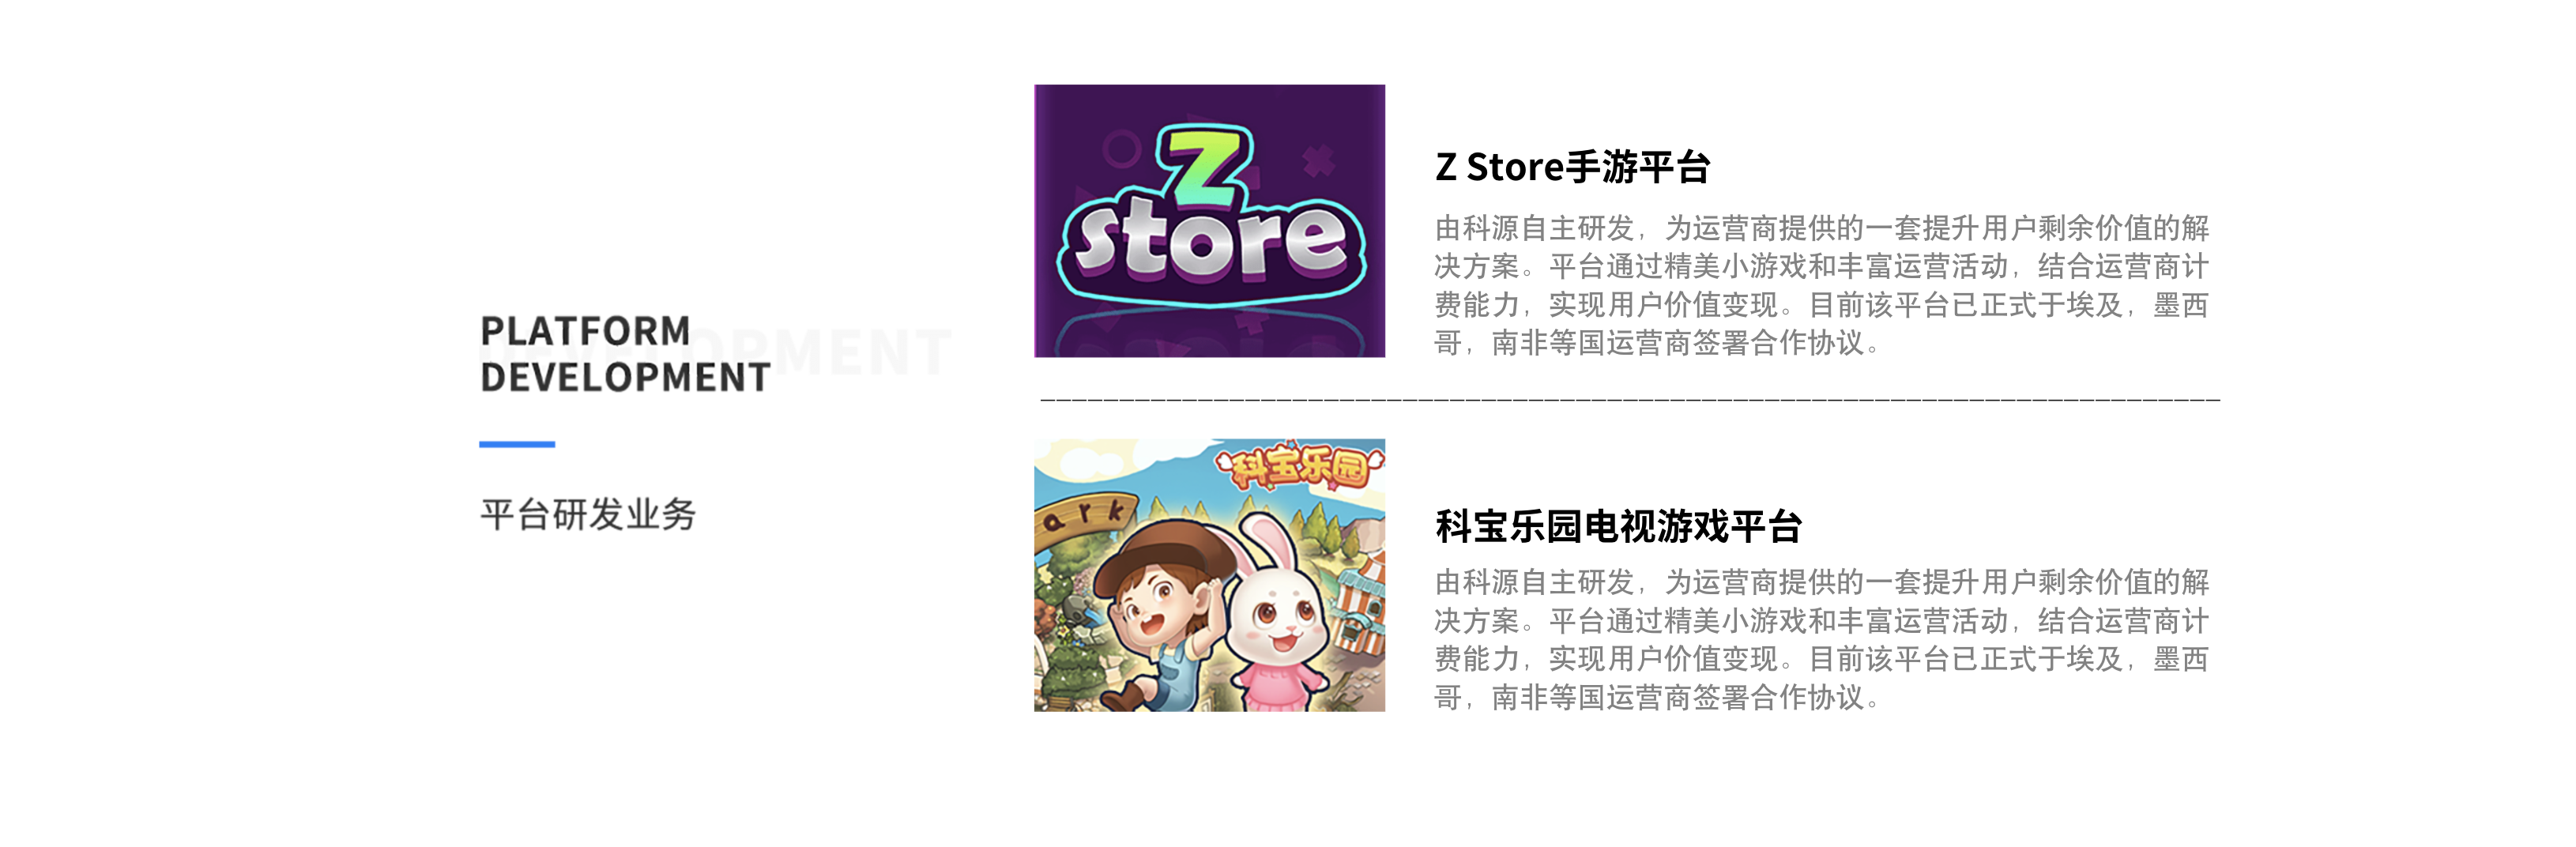 PLATFORM
DEVELOPMENT
DEVELOPMENT
平台研发业务
Z
store
Z Store手游平台
由科源自主研发，为运营商提供的一套提升用户剩余价值的解
决方案。平台通过精美小游戏和丰富运营活动，结合运营商计
费能力，实现用户价值变现。目前该平台已正式于埃及，墨西
哥，南非等国运营商签署合作协议。
科宝乐园
ark
科宝乐园电视游戏平台
由科源自主研发，为运营商提供的一套提升用户剩余价值的解
决方案。平台通过精美小游戏和丰富运营活动，结合运营商计
费能力，实现用户价值变现。目前该平台已正式于埃及，墨西
哥，南非等国运营商签署合作协议。